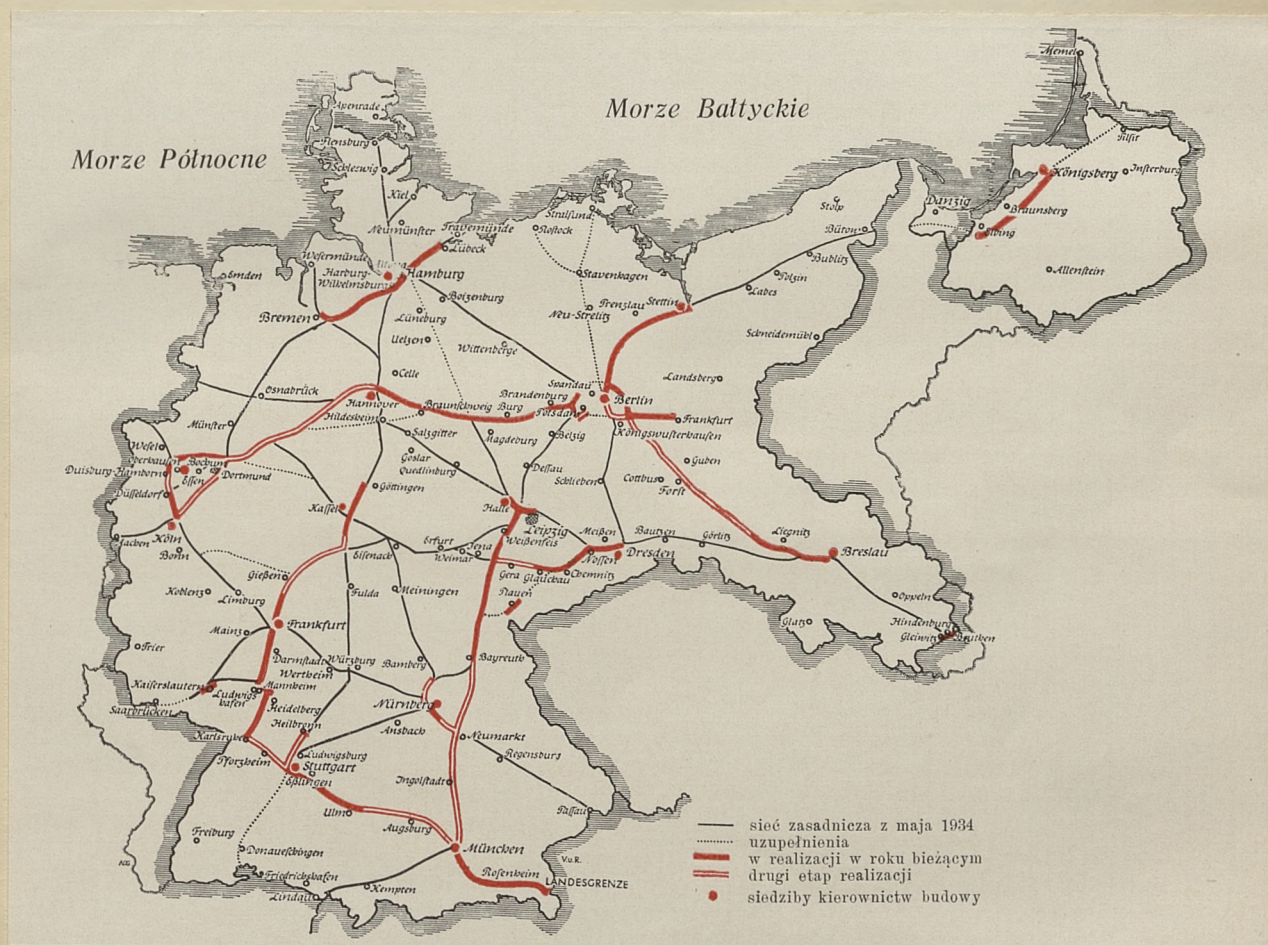 Memel
Morze Bałtyckie
Apenrade
Morze Północne
Flensburg
Tilsit
Schleswig
Königsberg
Insterburg
Kiel
Danzig
Braunsberg
Stolp
Stralsund
Neumünster
Travemünde
Rostock
Bütow
Elbing
Lübeck
Wesermünde
Bublitz
Allenstein
Emden
Harburg-
Wilhelmsburg
Hamburg
Stavenhagen
Polzin
Labes
Boizenburg
Prenzlau
Stettin
Bremen
Lüneburg
Neu-Strelitz
Uelzen
Wittenberge
Schneidemühl
Celle
Landsberg
Osnabrück
Spandau
Hannover
Brandenburg
Berlin
Braunschweig
Burg
Potsdam
Hildesheim
Frankfurt
Münster
Salzgitter
Magdeburg
Belzig
Königswusterhausen
Wesel
Goslar
Quedlinburg
Oberhausen
Bochum
Duisburg-Hamborn
Essen
Dortmund
Dessau
Guben
Cottbus
Forst
Schlieben
Düsseldorf
Göttingen
Kassel
Halle
Leipzig
Köln
Aachen
Weißenfels
Meißen
Bautzen
Görlitz
Liegnitz
Breslau
Bonn
Eisenach
Erfurt
Weimar
Jena
Nossen
Dresden
Gießen
Gera
Glauchau
Chemnitz
Koblenz
Limburg
Fulda
Meiningen
Plauen
Oppeln
Mainz
Frankfurt
Glatz
Hindenburg
Gleiwitz
Beuthen
Trier
Darmstadt
Würzburg
Wertheim
Bamberg
Bayreuth
Kaiserslautern
Ludwigs-
hafen
Mannheim
Saarbrücken
Heidelberg
Nürnberg
Heilbronn
Ansbach
Karlsruhe
Neumarkt
Pforzheim
Ludwigsburg
Regensburg
Stuttgart
Eßlingen
Ingolstadt
Ulm
Passau
Augsburg
Freiburg
München
Donaueschingen
V.u.R.
Friedrichshafen
Rosenheim
LANDESGRENZE
Kempten
Lindau
sieć zasadnicza z maja 1934
uzupełnienia
w realizacji w roku bieżącym
drugi etap realizacji
siedziby kierownictw budowy